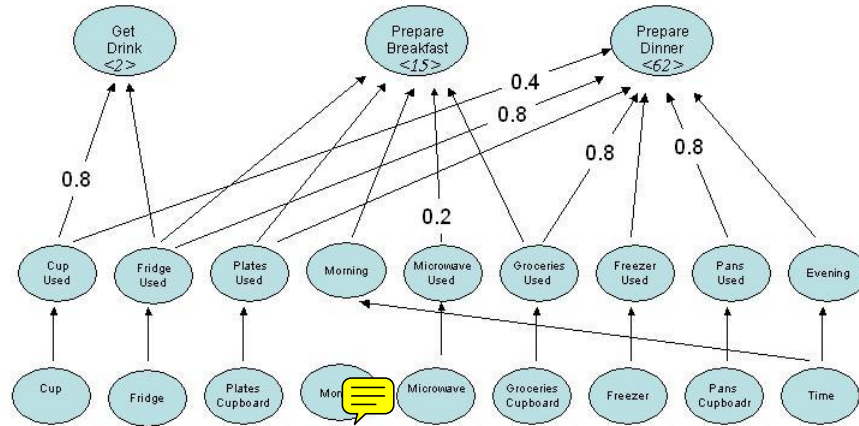 Get
Drink
<2>
Prepare
Breakfast
<15>
Prepare
Dinner
<62>
0.4
0.8
0.8
0.8
0.8
0.2
Cup
Used
Fridge
Used
Plates
Used
Morning
Microwave
Used
Groceries
Used
Freezer
Used
Pans
Used
Evening
Cup
Fridge
Plates
Cupboard
Microwave
Groceries
Cupboard
Freezer
Pans
Cupboadr
Time